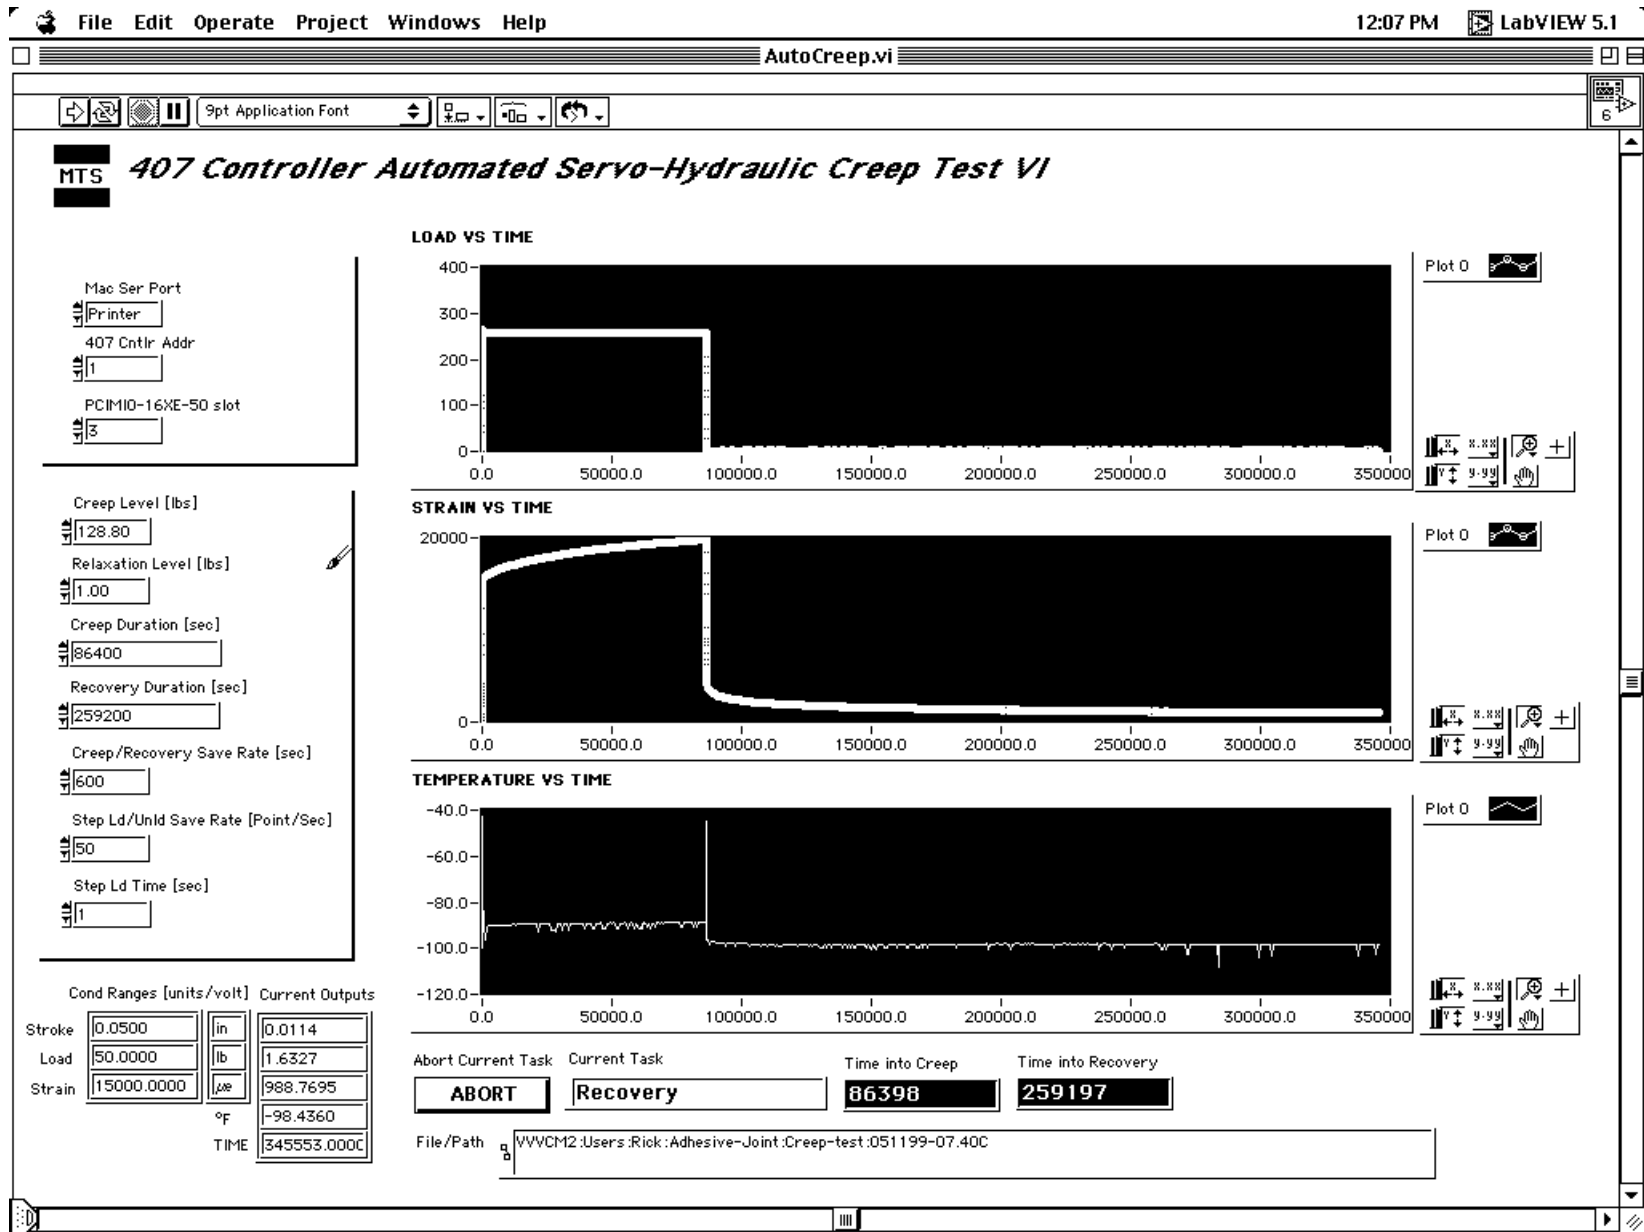 File Edit Operate Project Windows Help 12:07 PM LabVIEW 5.1
AutoCreep.vi
9pt Application Font
6
MTS
407 Controller Automated Servo-Hydraulic Creep Test VI
Mac Ser Port
Printer
407 Cntlr Addr
1
PCIMIO-16XE-50 slot
3
Creep Level [lbs]
128.80
Relaxation Level [lbs]
1.00
Creep Duration [sec]
86400
Recovery Duration [sec]
259200
Creep/Recovery Save Rate [sec]
600
Step Ld/Unld Save Rate [Point/Sec]
50
Step Ld Time [sec]
1
LOAD VS TIME
400
300
200
100
0
0.0 50000.0 100000.0 150000.0 200000.0 250000.0 300000.0 350000
Plot 0
X X.XX
Y Y.YY
STRAIN VS TIME
20000
10000
0
0.0 50000.0 100000.0 150000.0 200000.0 250000.0 300000.0 350000
Plot 0
X X.XX
Y Y.YY
TEMPERATURE VS TIME
-40.0
-60.0
-80.0
-100.0
-120.0
0.0 50000.0 100000.0 150000.0 200000.0 250000.0 300000.0 350000
Plot 0
X X.XX
Y Y.YY
Cond Ranges [units/volt] Current Outputs
Stroke 0.0500 in 0.0114
Load 50.0000 lb 1.6327
Strain 15000.0000 µe 988.7695
°F -98.4360
TIME 345553.000
Abort Current Task Current Task Time into Creep Time into Recovery
ABORT Recovery 86398 259197
File/Path VVVCM2:Users:Rick:Adhesive-Joint:Creep-test:051199-07.40C